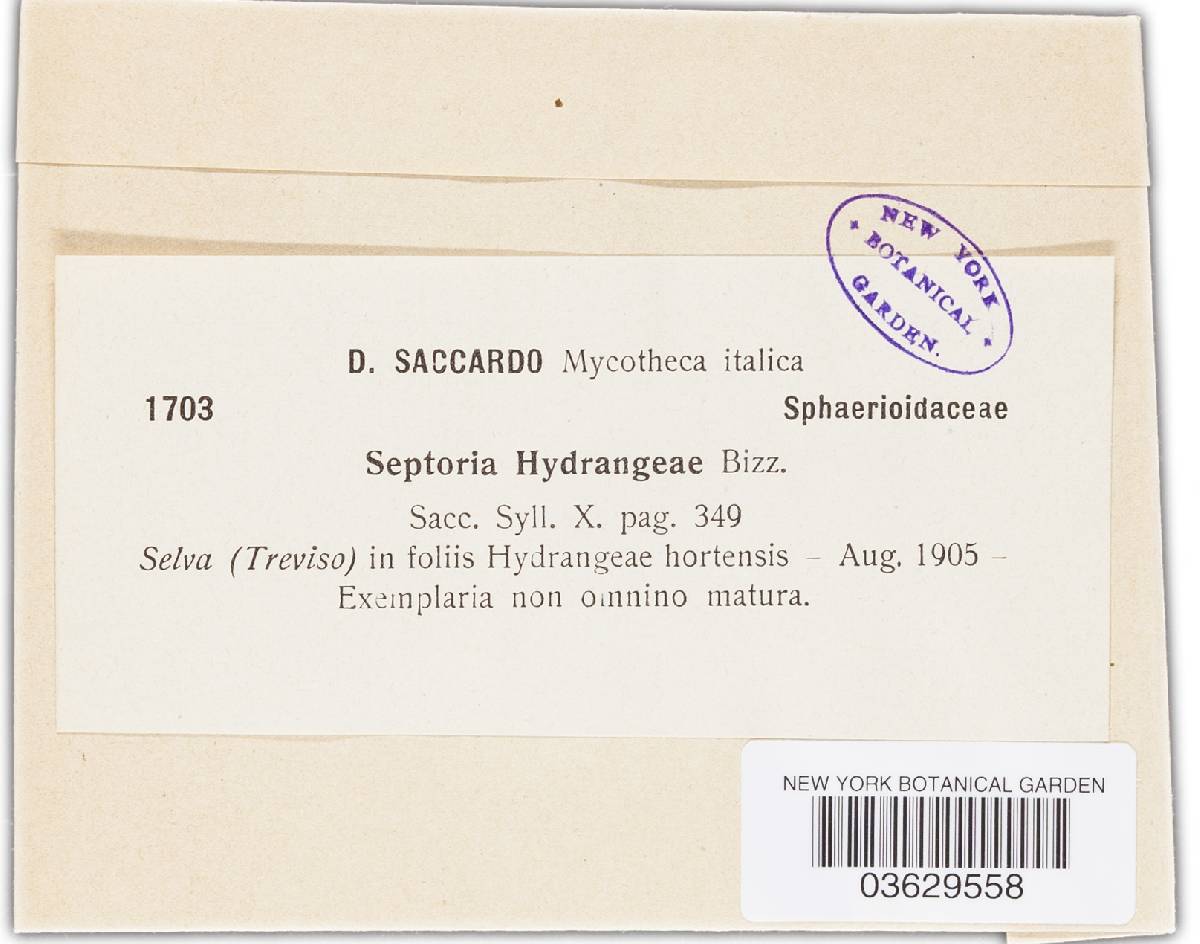 NEW YORK
* BOTANICAL *
GARDEN.
D. SACCARDO Mycotheca italica
1703 Sphaerioidaceae
Septoria Hydrangeae Bizz.
Sacc. Syll. X. pag. 349
Selva (Treviso) in foliis Hydrangeae hortensis – Aug. 1905 –
Exemplaria non omnino matura.
NEW YORK BOTANICAL GARDEN
03629558